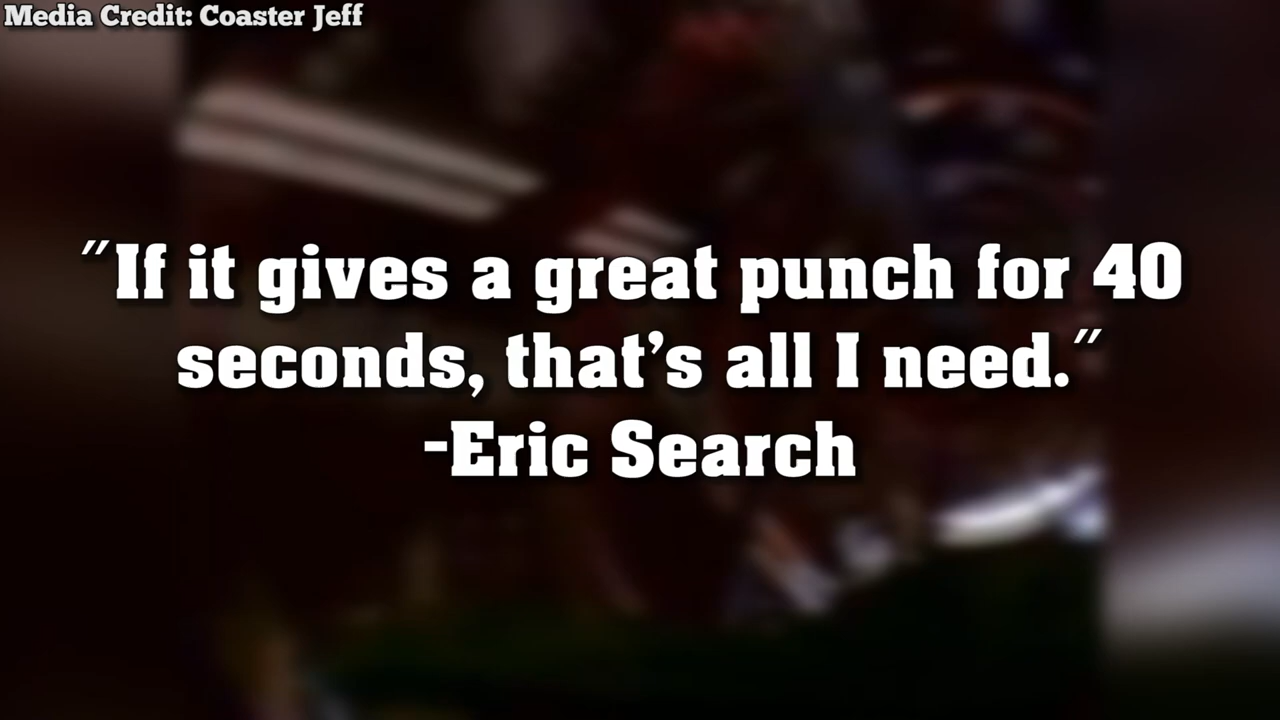 Media Credit: Coaster Jeff
"If it gives a great punch for 40
seconds, that's all I need."
-Eric Search